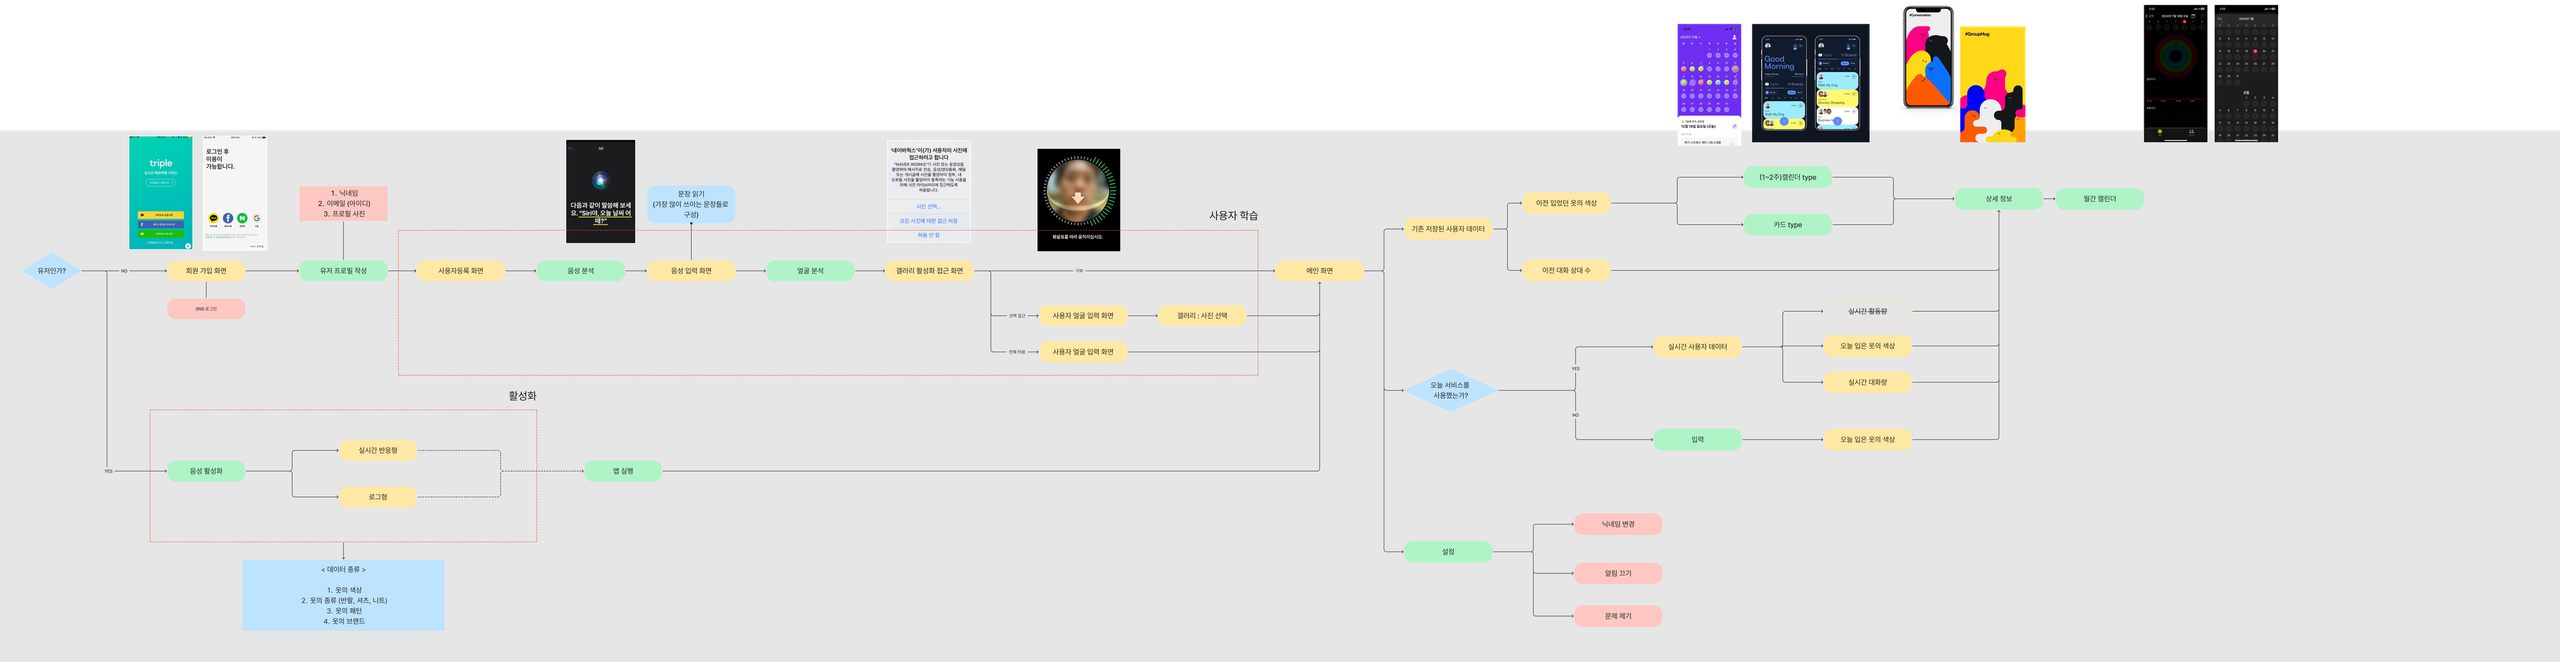 #Conversation
#GroupHug
Good
Morning
triple
로그인 후
이용이
가능합니다.
1. 닉네임
2. 이메일 (아이디)
3. 프로필 사진
다음과 같이 말씀해 보세
요. "Siri야, 오늘 날씨 어
때?"
문장 읽기
(가장 많이 쓰이는 문장들로
구성)
'네이버웍스'이(가) 사용자의 사진에
접근하려고 합니다
사진 선택...
모든 사진에 대한 접근 허용
허용 안 함
화살표를 따라 움직이십시오.
사용자 학습
유저인가?
NO
회원 가입 화면
SNS 로그인
유저 프로필 작성
사용자등록 화면
음성 분석
음성 입력 화면
얼굴 분석
갤러리 활성화 접근 화면
거부
선택 접근
사용자 얼굴 입력 화면
갤러리 : 사진 선택
전체 허용
사용자 얼굴 입력 화면
메인 화면
기존 저장된 사용자 데이터
이전 입었던 옷의 색상
(1~2주)캘린더 type
카드 type
상세 정보
월간 캘린더
이전 대화 상대 수
오늘 서비스를
사용했는가?
YES
실시간 사용자 데이터
실시간 활동량
오늘 입은 옷의 색상
실시간 대화량
NO
입력
오늘 입은 옷의 색상
설정
닉네임 변경
알림 끄기
문제 제기
활성화
YES
음성 활성화
실시간 반응형
로그형
앱 실행
< 데이터 종류 >
1. 옷의 색상
2. 옷의 종류 (반팔, 셔츠, 니트)
3. 옷의 패턴
4. 옷의 브랜드